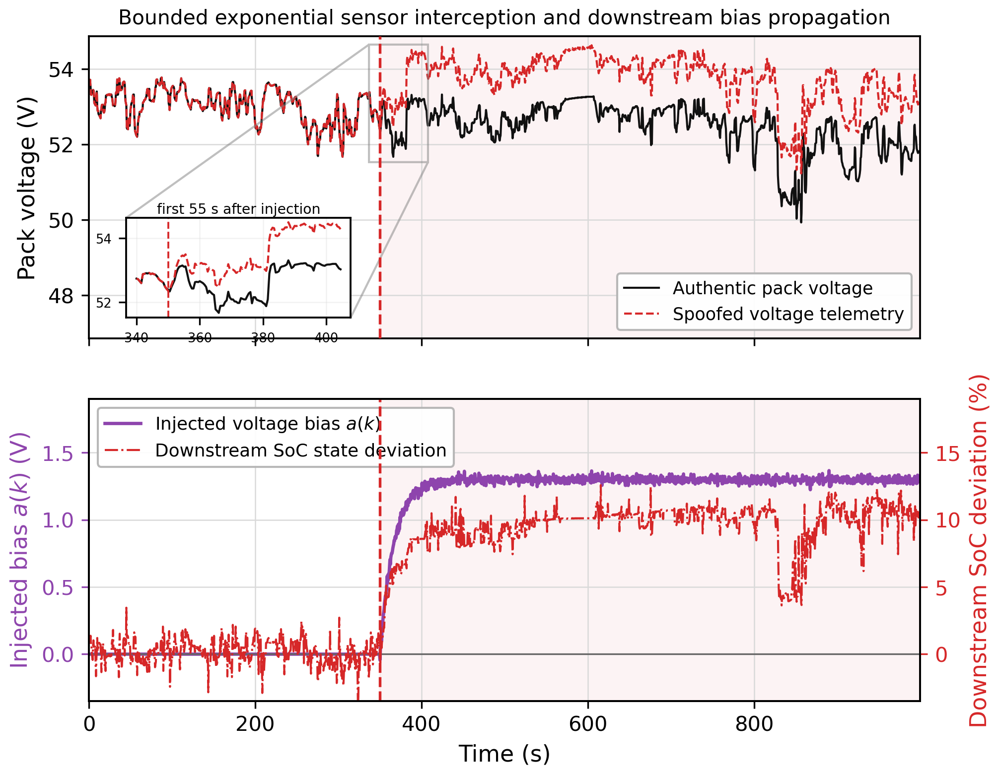 Bounded exponential sensor interception and downstream bias propagation
Pack voltage (V)
54
52
50
48
first 55 s after injection
54
52
340 360 380 400
Authentic pack voltage
Spoofed voltage telemetry
Injected bias a(k) (V)
1.5
1.0
0.5
0.0
Injected voltage bias a(k)
Downstream SoC state deviation
15
10
5
0
Downstream SoC deviation (%)
0 200 400 600 800
Time (s)